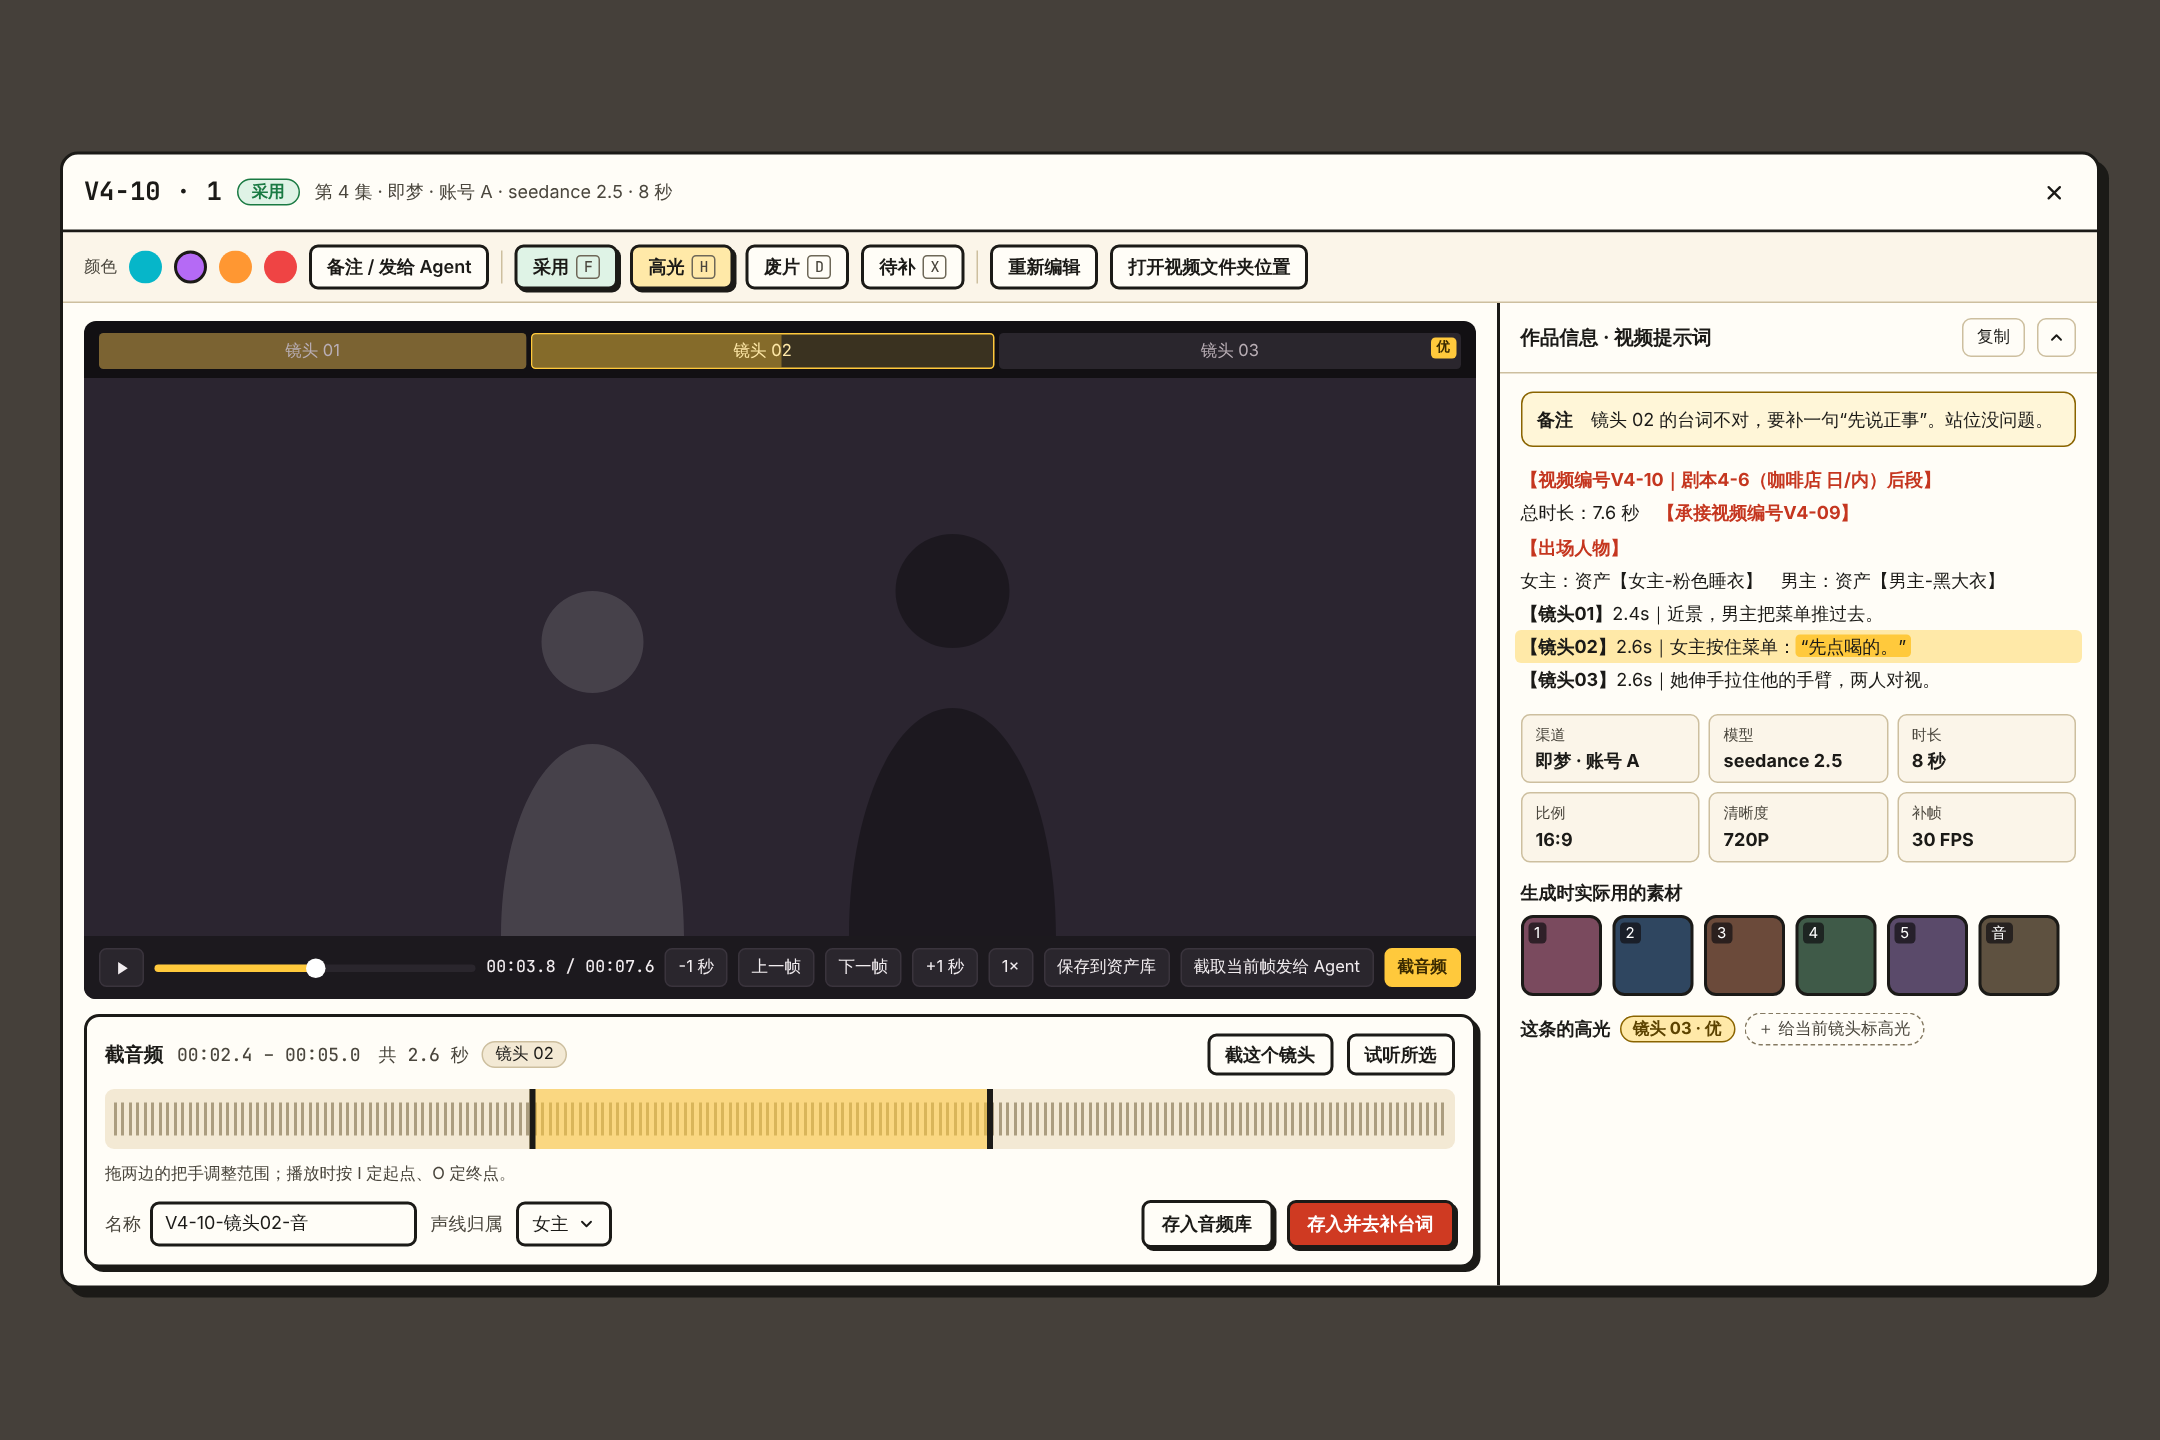 V4-10 · 1 采用 第 4 集 · 即梦 · 账号 A · seedance 2.5 · 8 秒
颜色 备注 / 发给 Agent 采用 F 高光 H 废片 D 待补 X 重新编辑 打开视频文件夹位置
镜头 01 镜头 02 镜头 03 优
00:03.8 / 00:07.6 -1 秒 上一帧 下一帧 +1 秒 1× 保存到资产库 截取当前帧发给 Agent 截音频
截音频 00:02.4 – 00:05.0 共 2.6 秒 镜头 02 截这个镜头 试听所选
拖两边的把手调整范围；播放时按 I 定起点、O 定终点。
名称 V4-10-镜头02-音 声线归属 女主 存入音频库 存入并去补台词
作品信息 · 视频提示词 复制
备注 镜头 02 的台词不对，要补一句“先说正事”。站位没问题。
【视频编号V4-10｜剧本4-6（咖啡店 日/内）后段】
总时长：7.6 秒 【承接视频编号V4-09】
【出场人物】
女主：资产【女主-粉色睡衣】 男主：资产【男主-黑大衣】
【镜头01】2.4s｜近景，男主把菜单推过去。
【镜头02】2.6s｜女主按住菜单：“先点喝的。”
【镜头03】2.6s｜她伸手拉住他的手臂，两人对视。
渠道 模型 时长
即梦 · 账号 A seedance 2.5 8 秒
比例 清晰度 补帧
16:9 720P 30 FPS
生成时实际用的素材
1 2 3 4 5 音
这条的高光 镜头 03 · 优 + 给当前镜头标高光